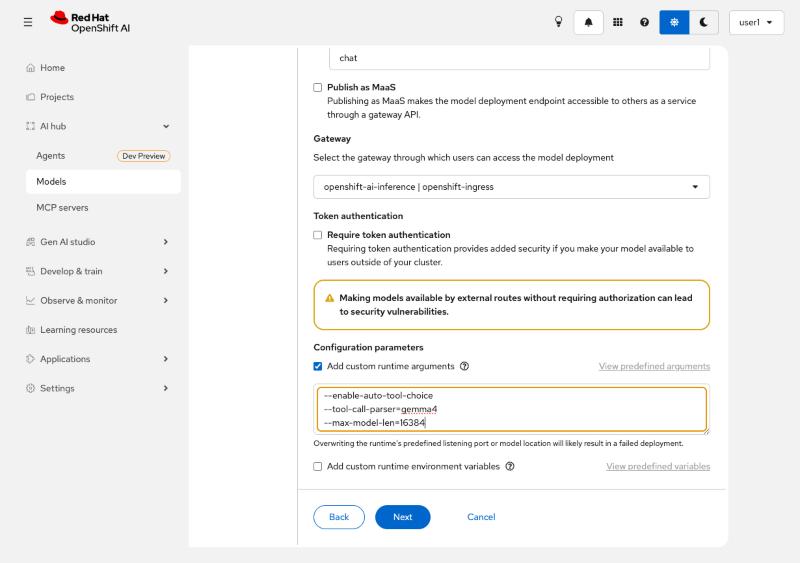 Red Hat
OpenShift AI
user1
Home
Projects
AI hub
Agents
Dev Preview
Models
MCP servers
Gen AI studio
Develop & train
Observe & monitor
Learning resources
Applications
Settings
chat
Publish as MaaS
Publishing as MaaS makes the model deployment endpoint accessible to others as a service
through a gateway API.
Gateway
Select the gateway through which users can access the model deployment
openshift-ai-inference | openshift-ingress
Token authentication
Require token authentication
Requiring token authentication provides added security if you make your model available to
users outside of your cluster.
Making models available by external routes without requiring authorization can lead
to security vulnerabilities.
Configuration parameters
Add custom runtime arguments
View predefined arguments
--enable-auto-tool-choice
--tool-call-parser=gemma4
--max-model-len=16384
Overwriting the runtime's predefined listening port or model location will likely result in a failed deployment.
Add custom runtime environment variables
View predefined variables
Back
Next
Cancel